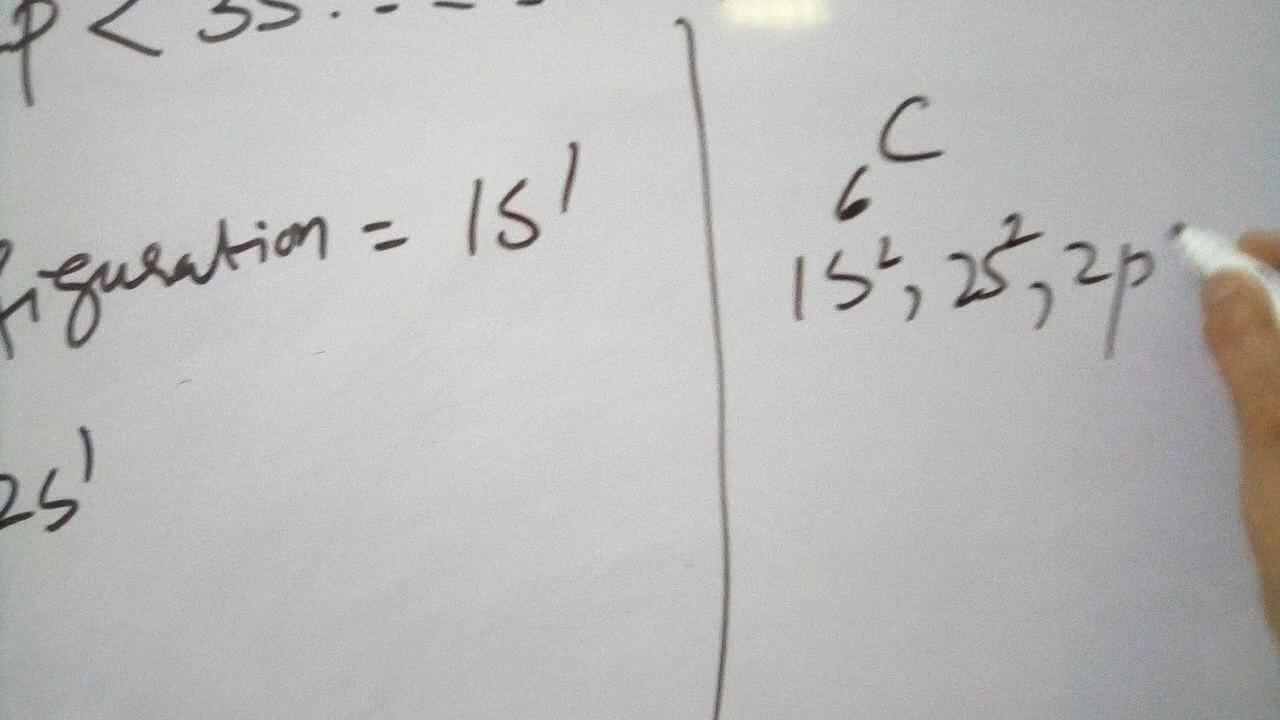 p < 3s . - - -
figuration = 1s¹
2s¹
₆C
1s², 2s², 2p